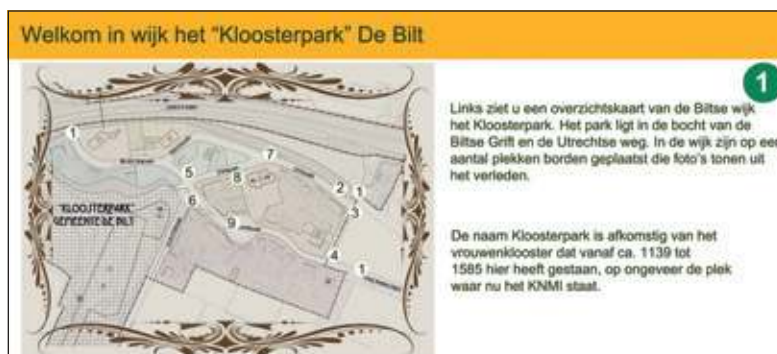 Welkom in wijk het "Kloosterpark" De Bilt
1
Links ziet u een overzichtskaart van de Biltse wijk
het Kloosterpark. Het park ligt in de bocht van de
Biltse Grift en de Utrechtse weg. In de wijk zijn op een
aantal plekken borden geplaatst die foto's tonen uit
het verleden.
De naam Kloosterpark is afkomstig van het
vrouwenklooster dat vanaf ca. 1139 tot
1585 hier heeft gestaan, op ongeveer de plek
waar nu het KNMI staat.
1
7
5
8
2
1
6
3
9
4
1
"KLOOSTERPARK"
GEMEENTE DE BILT